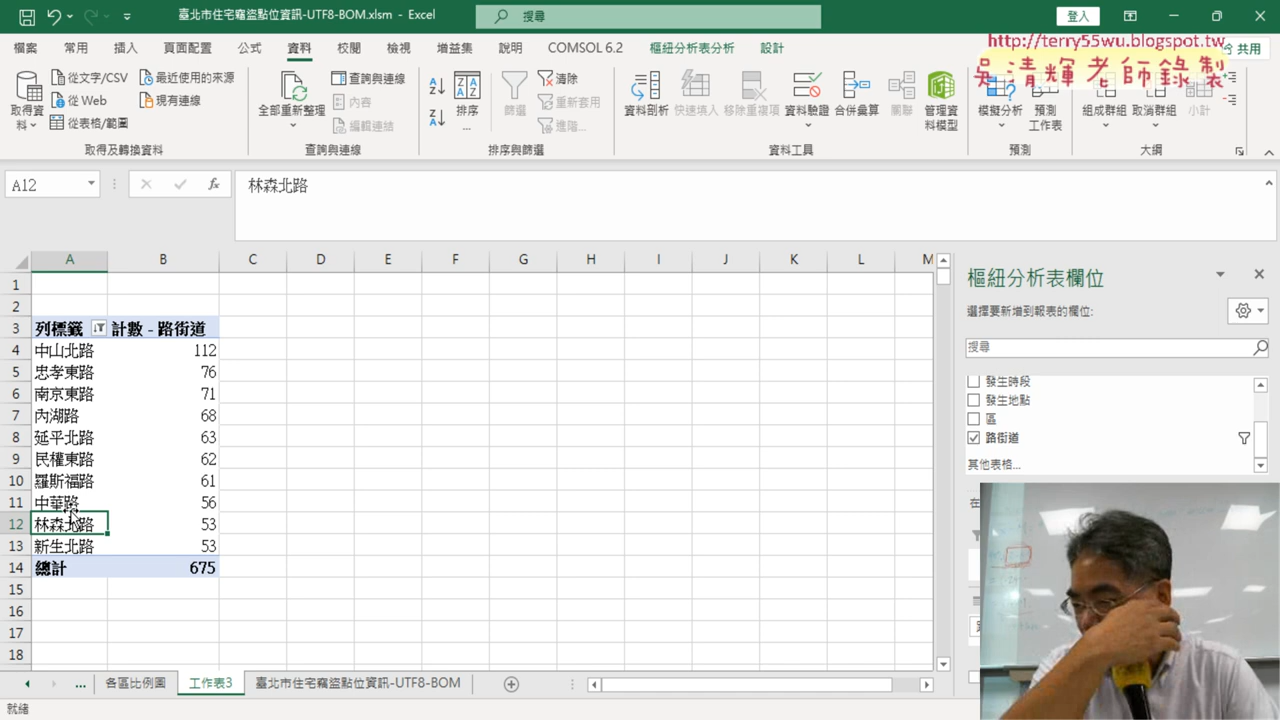 臺北市住宅竊盜點位資訊-UTF8-BOM.xlsm - Excel
搜尋
登入
http://terry55wu.blogspot.tw
吳清輝老師錄製
檔案 常用 插入 頁面配置 公式 資料 校閱 檢視 增益集 說明 COMSOL 6.2 樞紐分析表分析 設計 共用
取得資料 從文字/CSV 從 Web 從表格/範圍 最近使用的來源 現有連線
全部重新整理 查詢與連線 內容 編輯連結
排序... 篩選 清除 重新套用 進階...
資料剖析 快速填入 移除重複項 資料驗證 合併彙算 關聯 管理資料模型
模擬分析 預測工作表 組成群組 取消群組 小計
取得及轉換資料 查詢與連線 排序與篩選 資料工具 預測 大綱
A12 fx 林森北路
A B C D E F G H I J K L M
1
2
3 列標籤 計數 - 路街道
4 中山北路 112
5 忠孝東路 76
6 南京東路 71
7 內湖路 68
8 延平北路 63
9 民權東路 62
10 羅斯福路 61
11 中華路 56
12 林森北路 53
13 新生北路 53
14 總計 675
15
16
17
18
樞紐分析表欄位
選擇要新增到報表的欄位:
搜尋
發生時段
發生地點
區
路街道
其他表格...
... 各區比例圖 工作表3 臺北市住宅竊盜點位資訊-UTF8-BOM
就緒